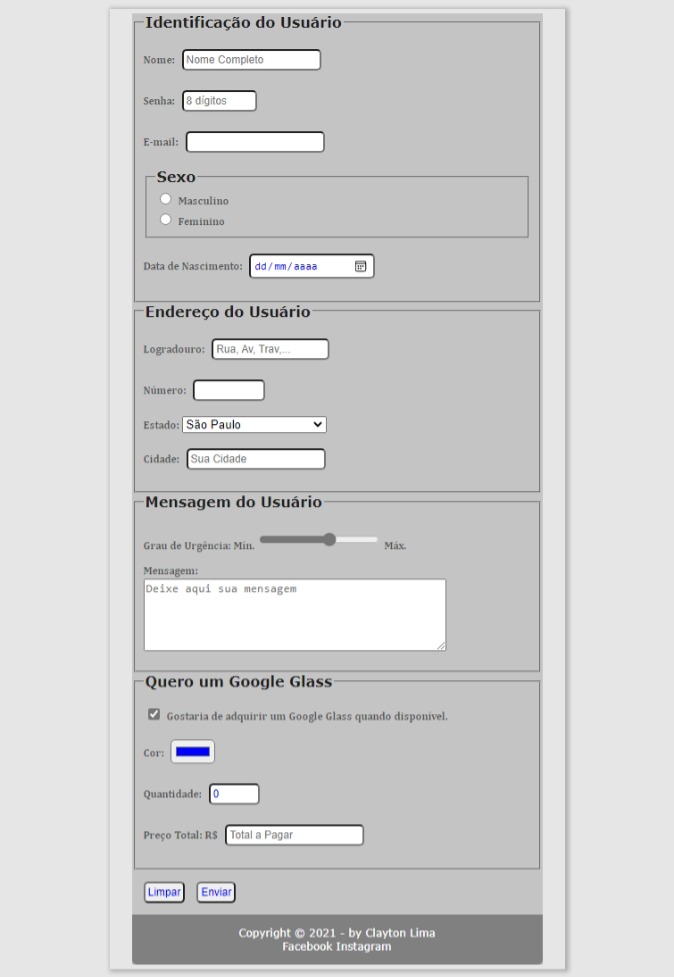 Identificação do Usuário
Nome: Nome Completo
Senha: 8 dígitos
E-mail:
Sexo
Masculino
Feminino
Data de Nascimento: dd/mm/aaaa
Endereço do Usuário
Logradouro: Rua, Av, Trav,...
Número:
Estado: São Paulo
Cidade: Sua Cidade
Mensagem do Usuário
Grau de Urgência: Mín. Máx.
Mensagem:
Deixe aqui sua mensagem
Quero um Google Glass
Gostaria de adquirir um Google Glass quando disponível.
Cor:
Quantidade: 0
Preço Total: R$ Total a Pagar
Limpar Enviar
Copyright © 2021 - by Clayton Lima
Facebook Instagram